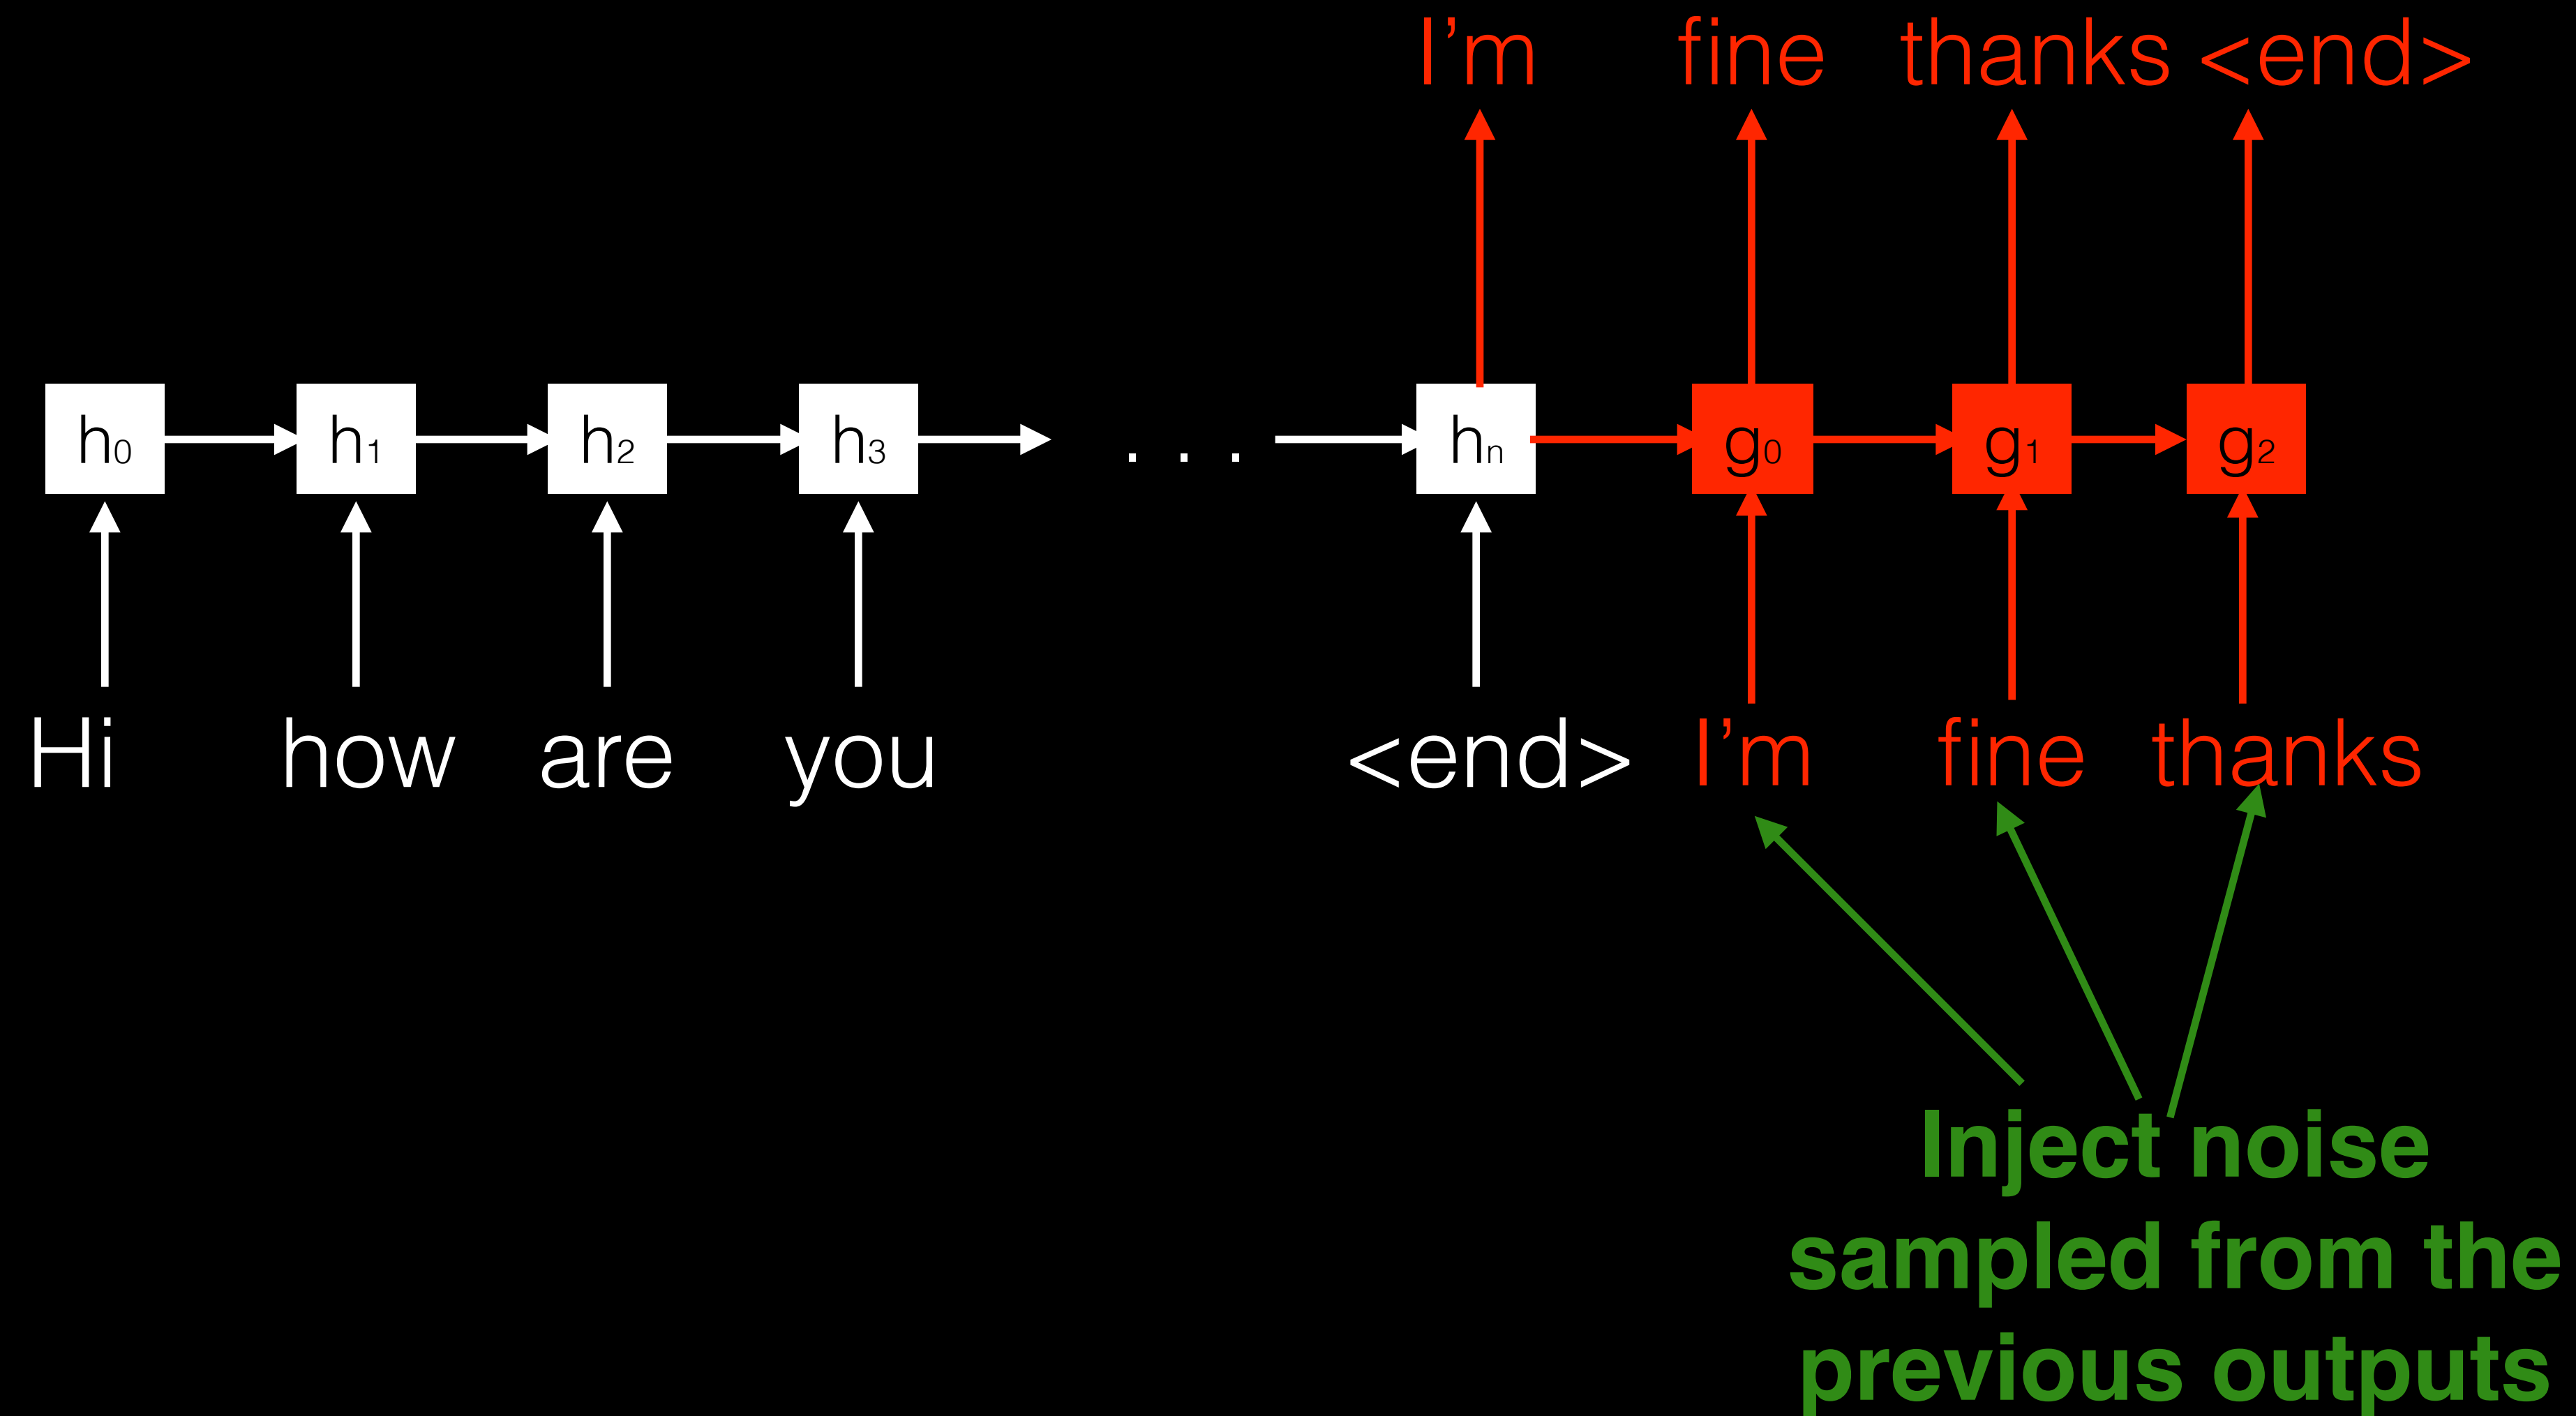 I’m fine thanks <end>
h₀ h₁ h₂ h₃ . . . hₙ g₀ g₁ g₂
Hi how are you <end> I’m fine thanks
Inject noise
sampled from the
previous outputs